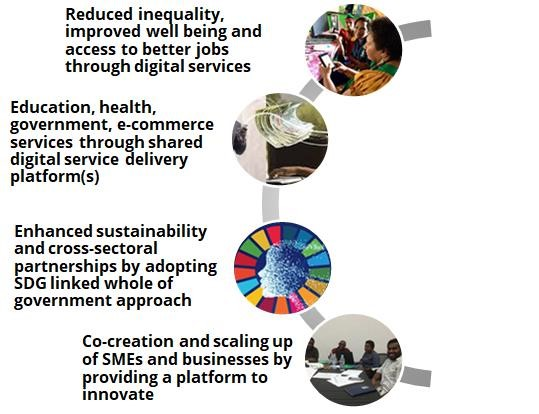 Reduced inequality,
improved well being and
access to better jobs
through digital services
Education, health,
government, e-commerce
services through shared
digital service delivery
platform(s)
Enhanced sustainability
and cross-sectoral
partnerships by adopting
SDG linked whole of
government approach
Co-creation and scaling up
of SMEs and businesses by
providing a platform to
innovate